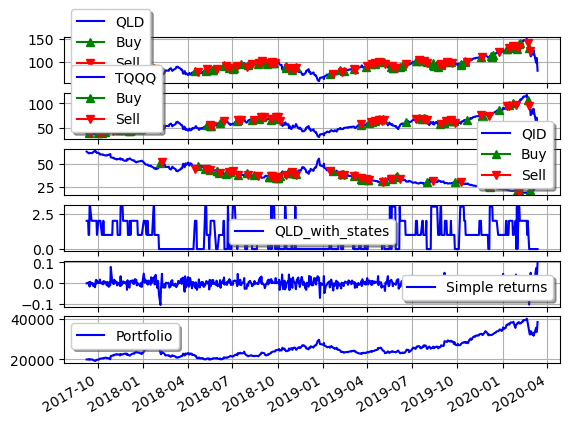 QLD
Buy
Sell
150
100
TQQQ
Buy
Sell
100
50
QID
Buy
Sell
50
25
QLD_with_states
2.5
0.0
Simple returns
0.1
0.0
−0.1
Portfolio
40000
20000
2017-10 2018-01 2018-04 2018-07 2018-10 2019-01 2019-04 2019-07 2019-10 2020-01 2020-04